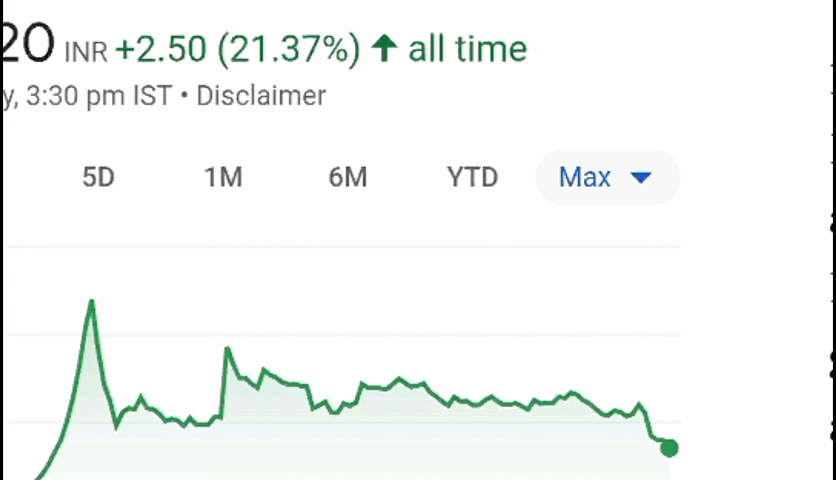 20 INR +2.50 (21.37%) ↑ all time
y, 3:30 pm IST • Disclaimer
5D 1M 6M YTD Max